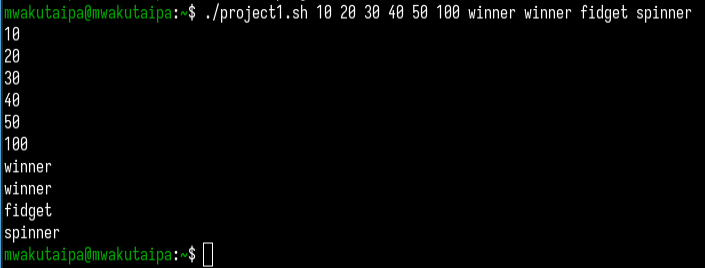 mwakutaipa@mwakutaipa:~$ ./project1.sh 10 20 30 40 50 100 winner winner fidget spinner
10
20
30
40
50
100
winner
winner
fidget
spinner
mwakutaipa@mwakutaipa:~$